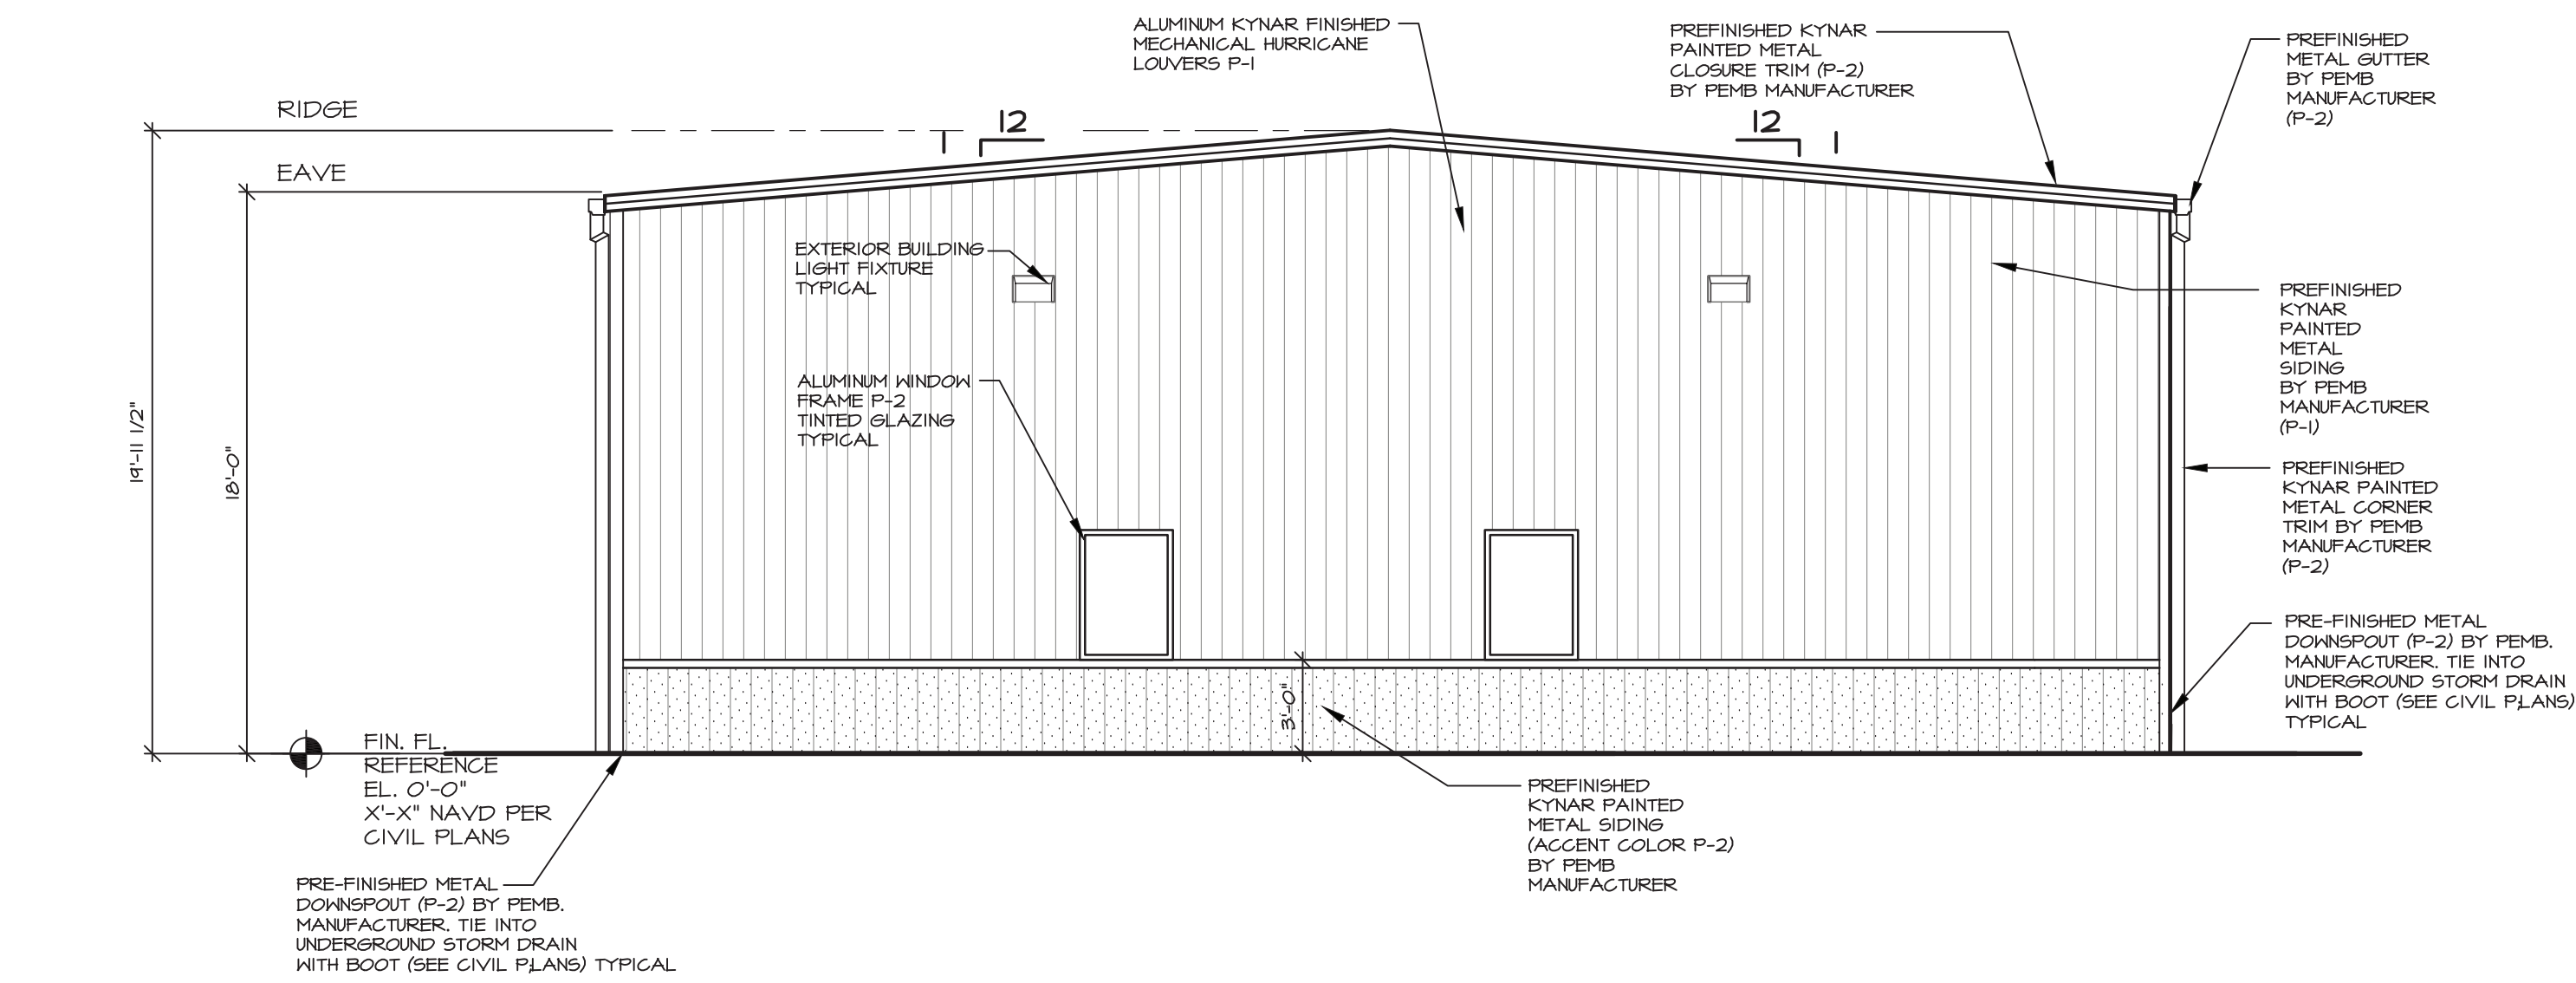 ALUMINUM KYNAR FINISHED
MECHANICAL HURRICANE
LOUVERS P-1
PREFINISHED KYNAR
PAINTED METAL
CLOSURE TRIM (P-2)
BY PEMB MANUFACTURER
PREFINISHED
METAL GUTTER
BY PEMB
MANUFACTURER
(P-2)
RIDGE
12
1
12
1
EAVE
EXTERIOR BUILDING
LIGHT FIXTURE
TYPICAL
PREFINISHED
KYNAR
PAINTED
METAL
SIDING
BY PEMB
MANUFACTURER
(P-1)
ALUMINUM WINDOW
FRAME P-2
TINTED GLAZING
TYPICAL
19'-11 1/2"
18'-0"
PREFINISHED
KYNAR PAINTED
METAL CORNER
TRIM BY PEMB
MANUFACTURER
(P-2)
PRE-FINISHED METAL
DOWNSPOUT (P-2) BY PEMB.
MANUFACTURER. TIE INTO
UNDERGROUND STORM DRAIN
WITH BOOT (SEE CIVIL P;LANS)
TYPICAL
3'-0"
FIN. FL.
REFERENCE
EL. 0'-0"
X'-X" NAVD PER
CIVIL PLANS
PREFINISHED
KYNAR PAINTED
METAL SIDING
(ACCENT COLOR P-2)
BY PEMB
MANUFACTURER
PRE-FINISHED METAL
DOWNSPOUT (P-2) BY PEMB.
MANUFACTURER. TIE INTO
UNDERGROUND STORM DRAIN
WITH BOOT (SEE CIVIL P;LANS) TYPICAL